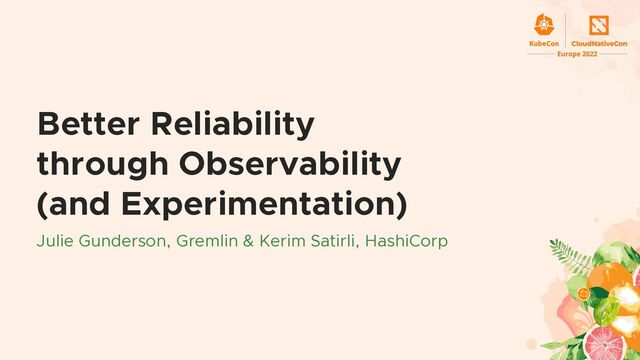 KubeCon
CloudNativeCon
Europe 2022
Better Reliability
through Observability
(and Experimentation)
Julie Gunderson, Gremlin & Kerim Satirli, HashiCorp